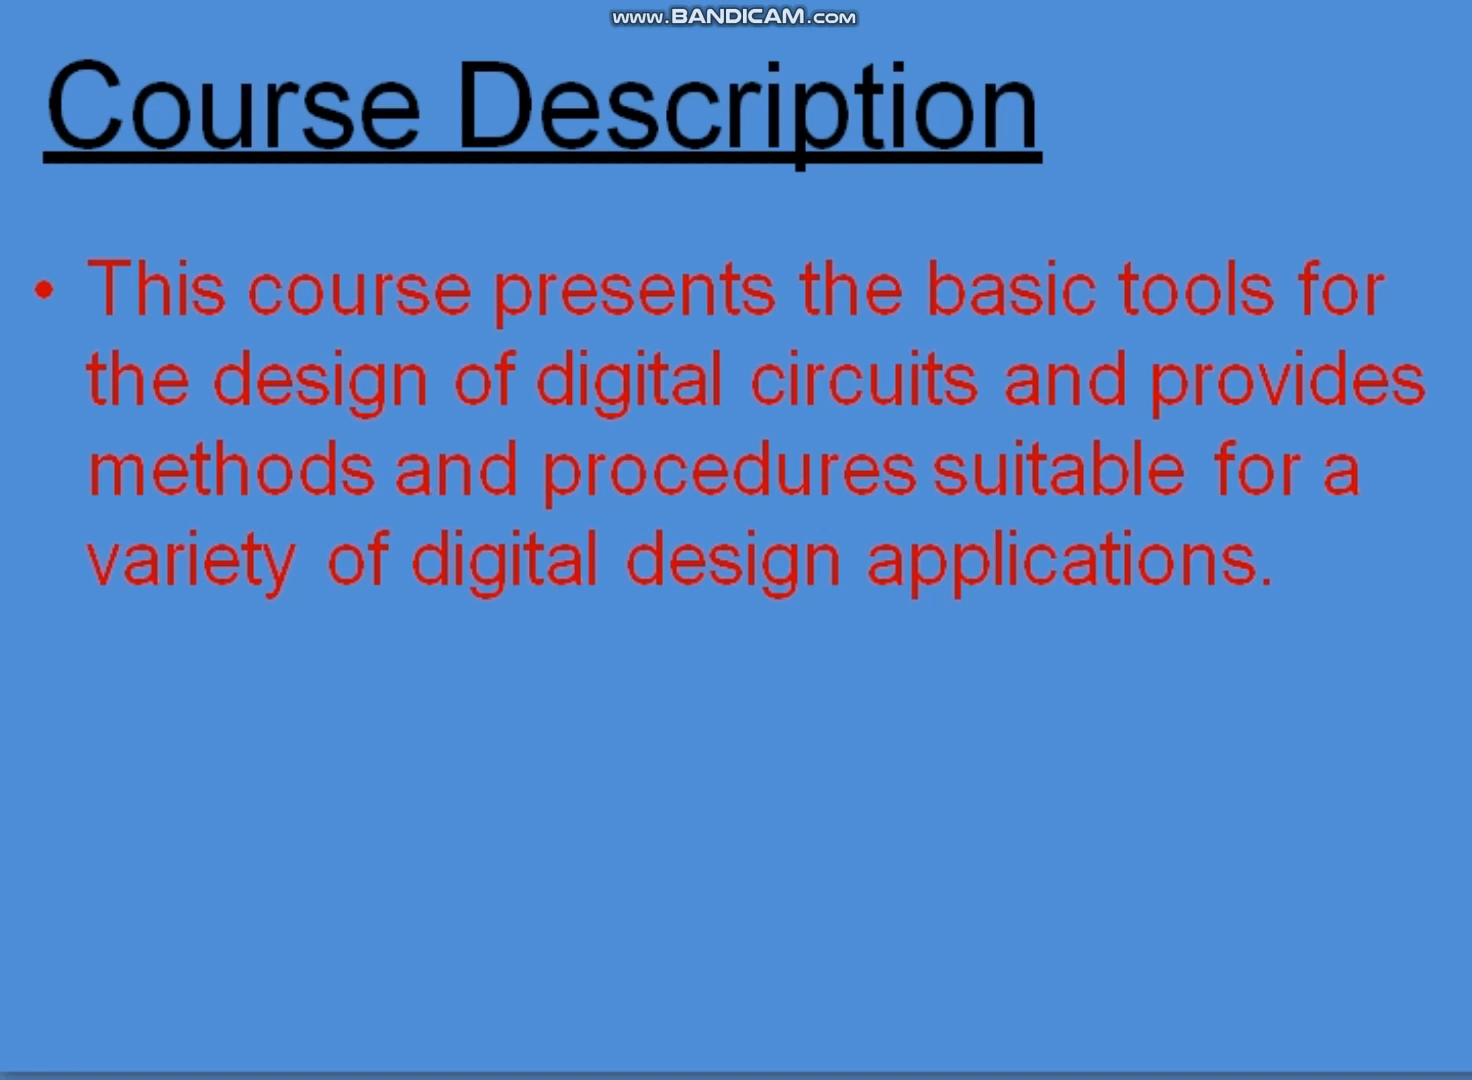 www.BANDICAM.com
Course Description
• This course presents the basic tools for
the design of digital circuits and provides
methods and procedures suitable for a
variety of digital design applications.